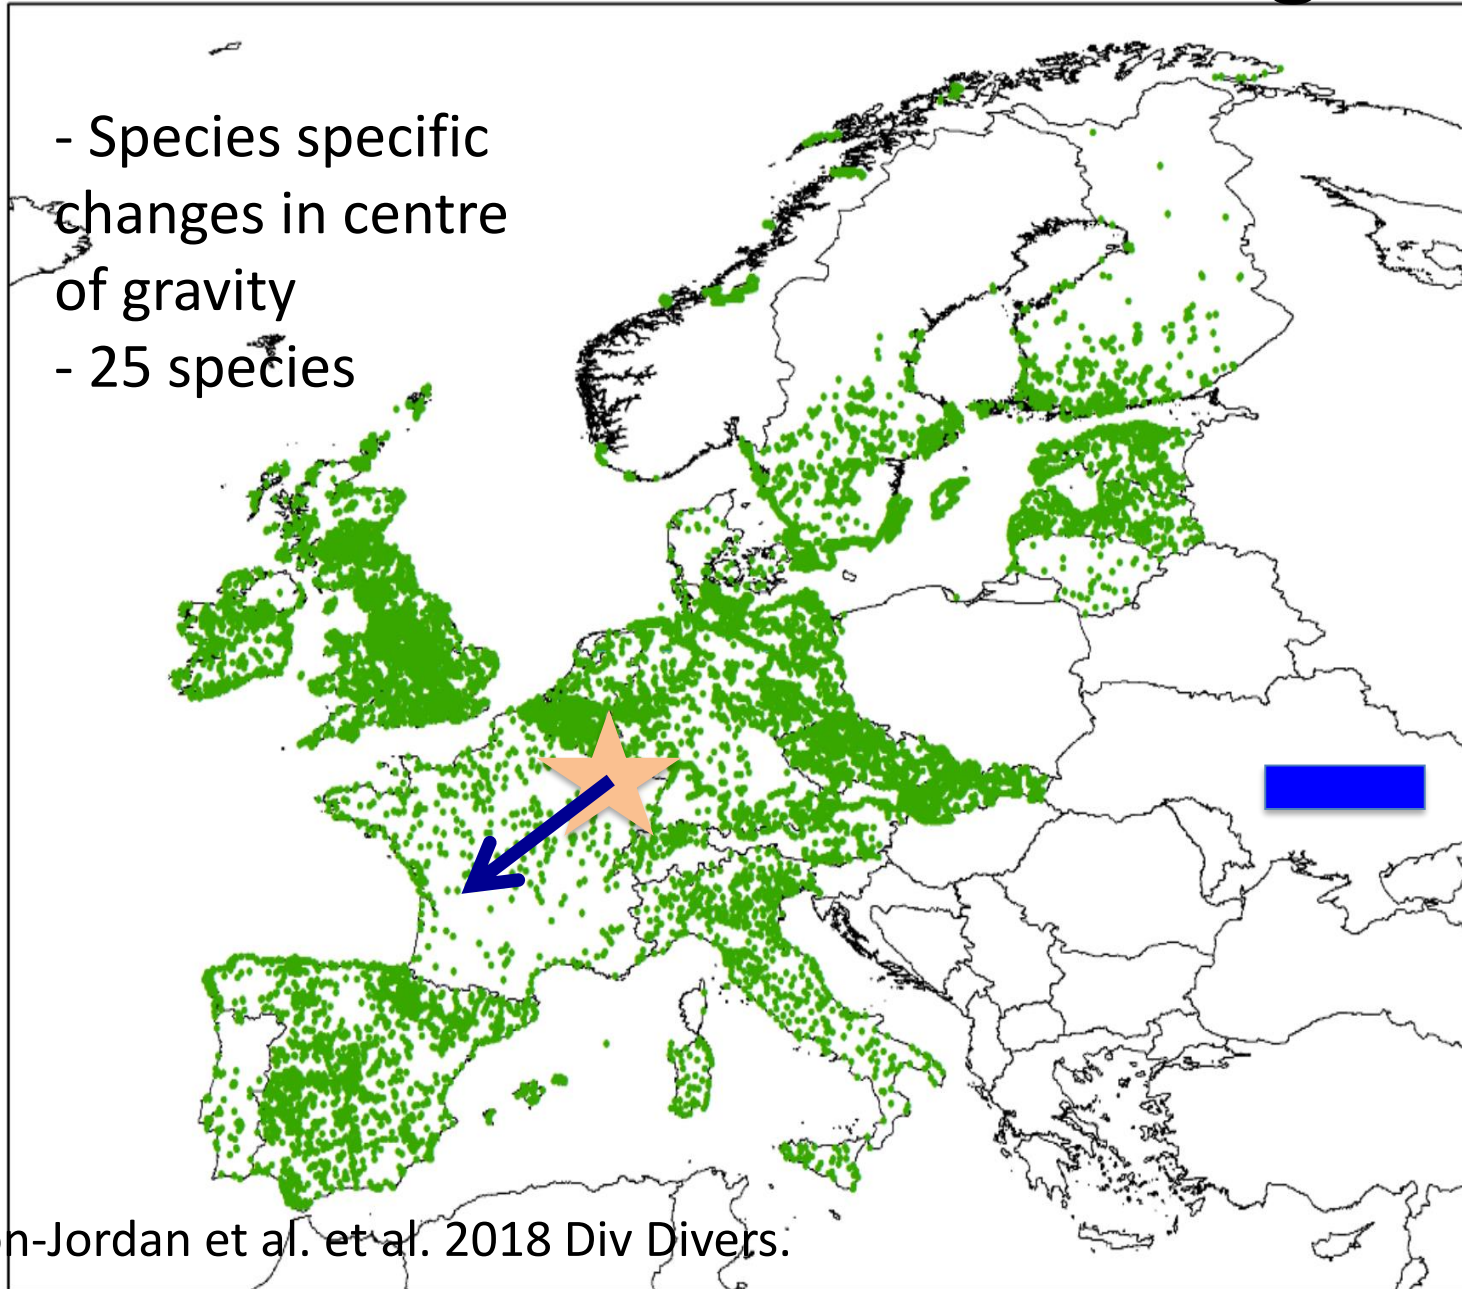 - Species specific
changes in centre
of gravity
- 25 species
n-Jordan et al. et al. 2018 Div Divers.